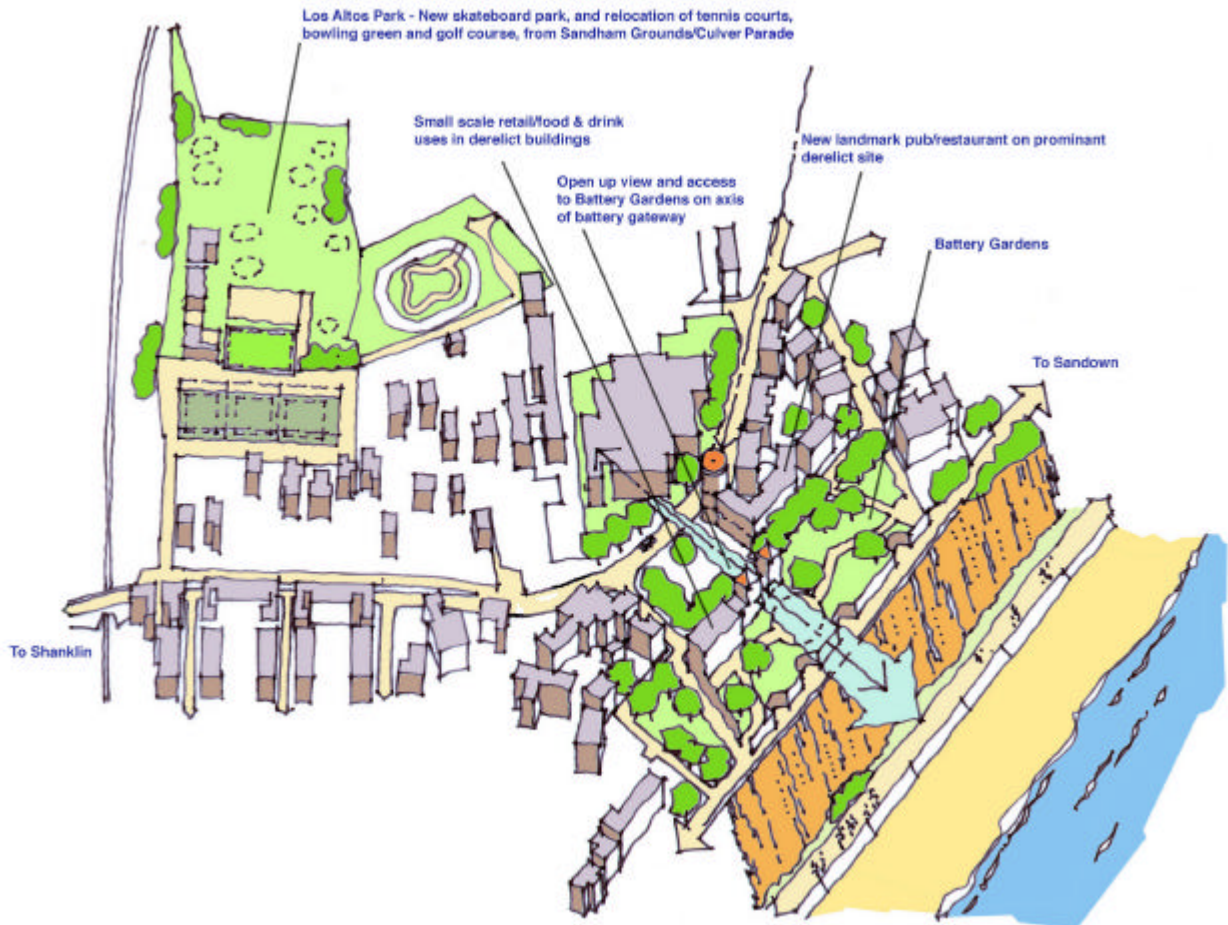 Los Altos Park - New skateboard park, and relocation of tennis courts,
bowling green and golf course, from Sandham Grounds/Culver Parade
Small scale retail/food & drink
uses in derelict buildings
New landmark pub/restaurant on prominant
derelict site
Open up view and access
to Battery Gardens on axis
of battery gateway
Battery Gardens
To Sandown
To Shanklin